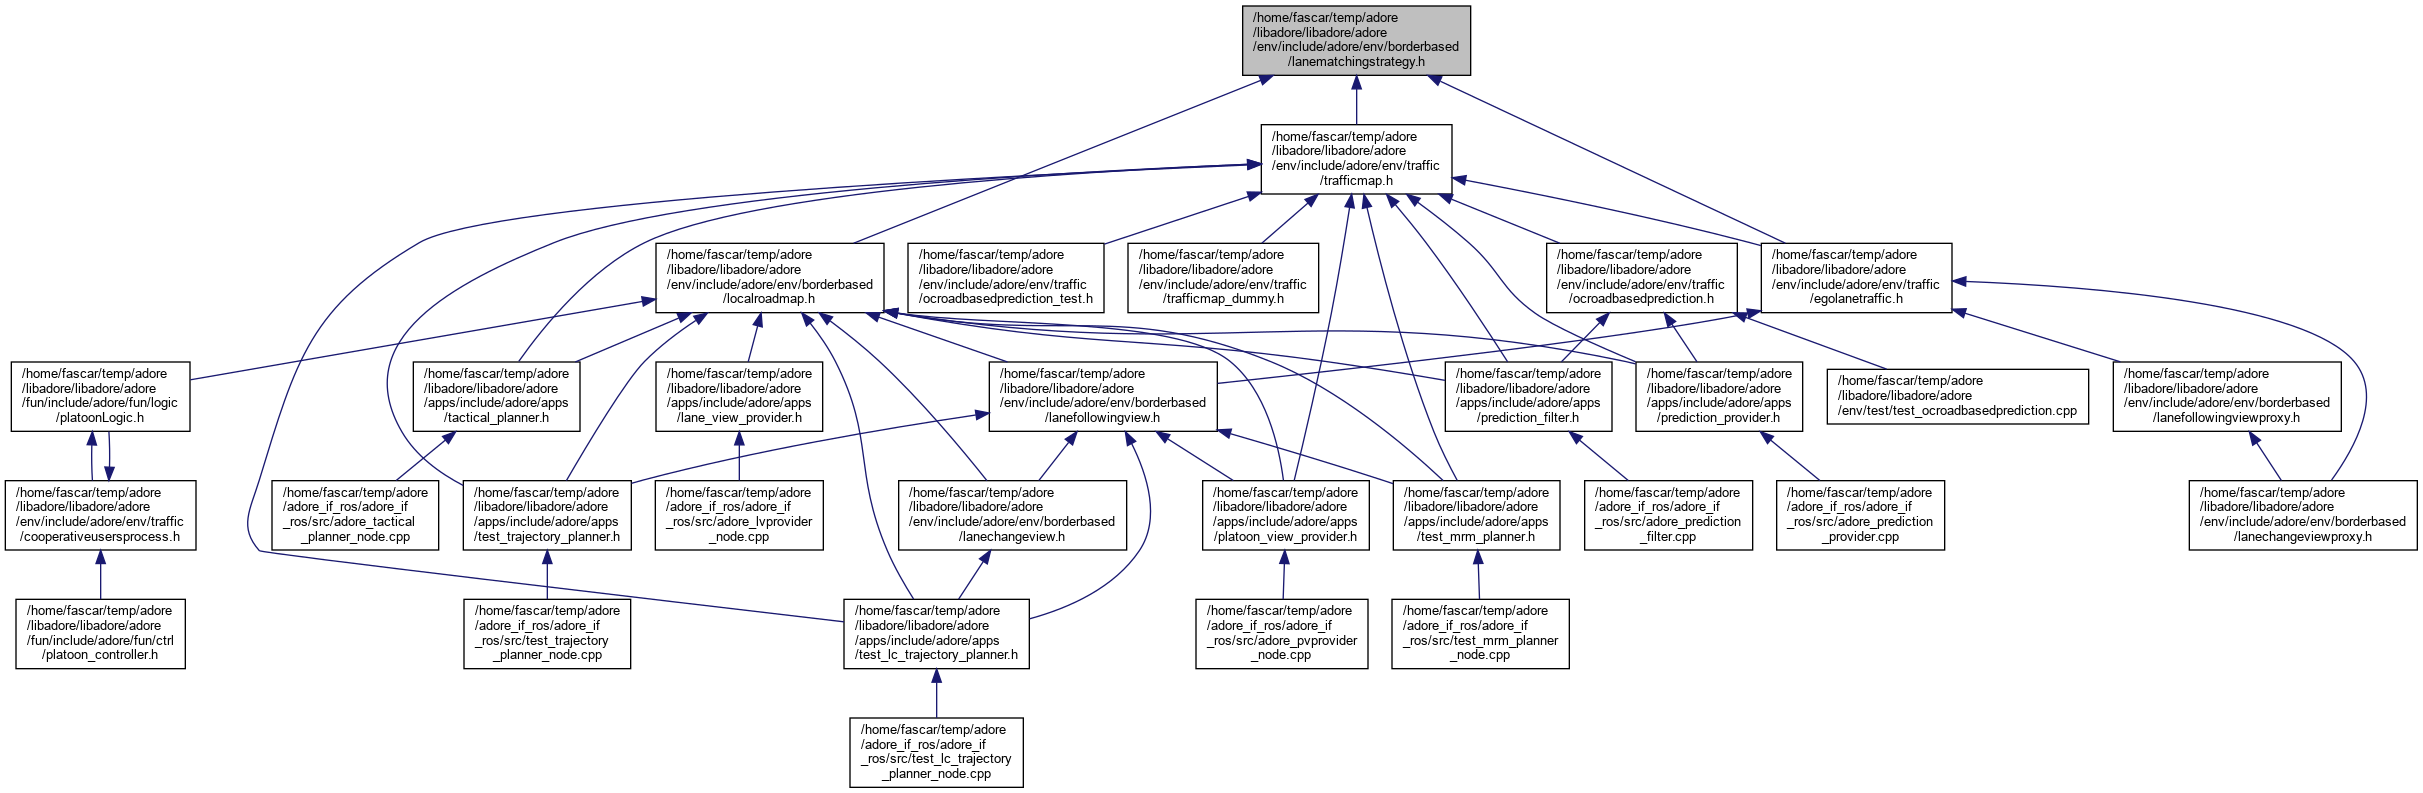 /home/fascar/temp/adore
/libadore/libadore/adore
/env/include/adore/env/borderbased
/lanematchingstrategy.h
/home/fascar/temp/adore
/libadore/libadore/adore
/env/include/adore/env/traffic
/trafficmap.h
/home/fascar/temp/adore
/libadore/libadore/adore
/env/include/adore/env/borderbased
/localroadmap.h
/home/fascar/temp/adore
/libadore/libadore/adore
/env/include/adore/env/traffic
/ocroadbasedprediction_test.h
/home/fascar/temp/adore
/libadore/libadore/adore
/env/include/adore/env/traffic
/trafficmap_dummy.h
/home/fascar/temp/adore
/libadore/libadore/adore
/env/include/adore/env/traffic
/ocroadbasedprediction.h
/home/fascar/temp/adore
/libadore/libadore/adore
/env/include/adore/env/traffic
/egolanetraffic.h
/home/fascar/temp/adore
/libadore/libadore/adore
/fun/include/adore/fun/logic
/platoonLogic.h
/home/fascar/temp/adore
/libadore/libadore/adore
/apps/include/adore/apps
/tactical_planner.h
/home/fascar/temp/adore
/libadore/libadore/adore
/apps/include/adore/apps
/lane_view_provider.h
/home/fascar/temp/adore
/libadore/libadore/adore
/env/include/adore/env/borderbased
/lanefollowingview.h
/home/fascar/temp/adore
/libadore/libadore/adore
/apps/include/adore/apps
/prediction_filter.h
/home/fascar/temp/adore
/libadore/libadore/adore
/apps/include/adore/apps
/prediction_provider.h
/home/fascar/temp/adore
/libadore/libadore/adore
/env/test/test_ocroadbasedprediction.cpp
/home/fascar/temp/adore
/libadore/libadore/adore
/env/include/adore/env/borderbased
/lanefollowingviewproxy.h
/home/fascar/temp/adore
/libadore/libadore/adore
/env/include/adore/env/traffic
/cooperativeusersprocess.h
/home/fascar/temp/adore
/adore_if_ros/adore_if
_ros/src/adore_tactical
_planner_node.cpp
/home/fascar/temp/adore
/libadore/libadore/adore
/apps/include/adore/apps
/test_trajectory_planner.h
/home/fascar/temp/adore
/adore_if_ros/adore_if
_ros/src/adore_lvprovider
_node.cpp
/home/fascar/temp/adore
/libadore/libadore/adore
/env/include/adore/env/borderbased
/lanechangeview.h
/home/fascar/temp/adore
/libadore/libadore/adore
/apps/include/adore/apps
/platoon_view_provider.h
/home/fascar/temp/adore
/libadore/libadore/adore
/apps/include/adore/apps
/test_mrm_planner.h
/home/fascar/temp/adore
/adore_if_ros/adore_if
_ros/src/adore_prediction
_filter.cpp
/home/fascar/temp/adore
/adore_if_ros/adore_if
_ros/src/adore_prediction
_provider.cpp
/home/fascar/temp/adore
/libadore/libadore/adore
/env/include/adore/env/borderbased
/lanechangeviewproxy.h
/home/fascar/temp/adore
/libadore/libadore/adore
/fun/include/adore/fun/ctrl
/platoon_controller.h
/home/fascar/temp/adore
/adore_if_ros/adore_if
_ros/src/test_trajectory
_planner_node.cpp
/home/fascar/temp/adore
/libadore/libadore/adore
/apps/include/adore/apps
/test_lc_trajectory_planner.h
/home/fascar/temp/adore
/adore_if_ros/adore_if
_ros/src/adore_pvprovider
_node.cpp
/home/fascar/temp/adore
/adore_if_ros/adore_if
_ros/src/test_mrm_planner
_node.cpp
/home/fascar/temp/adore
/adore_if_ros/adore_if
_ros/src/test_lc_trajectory
_planner_node.cpp